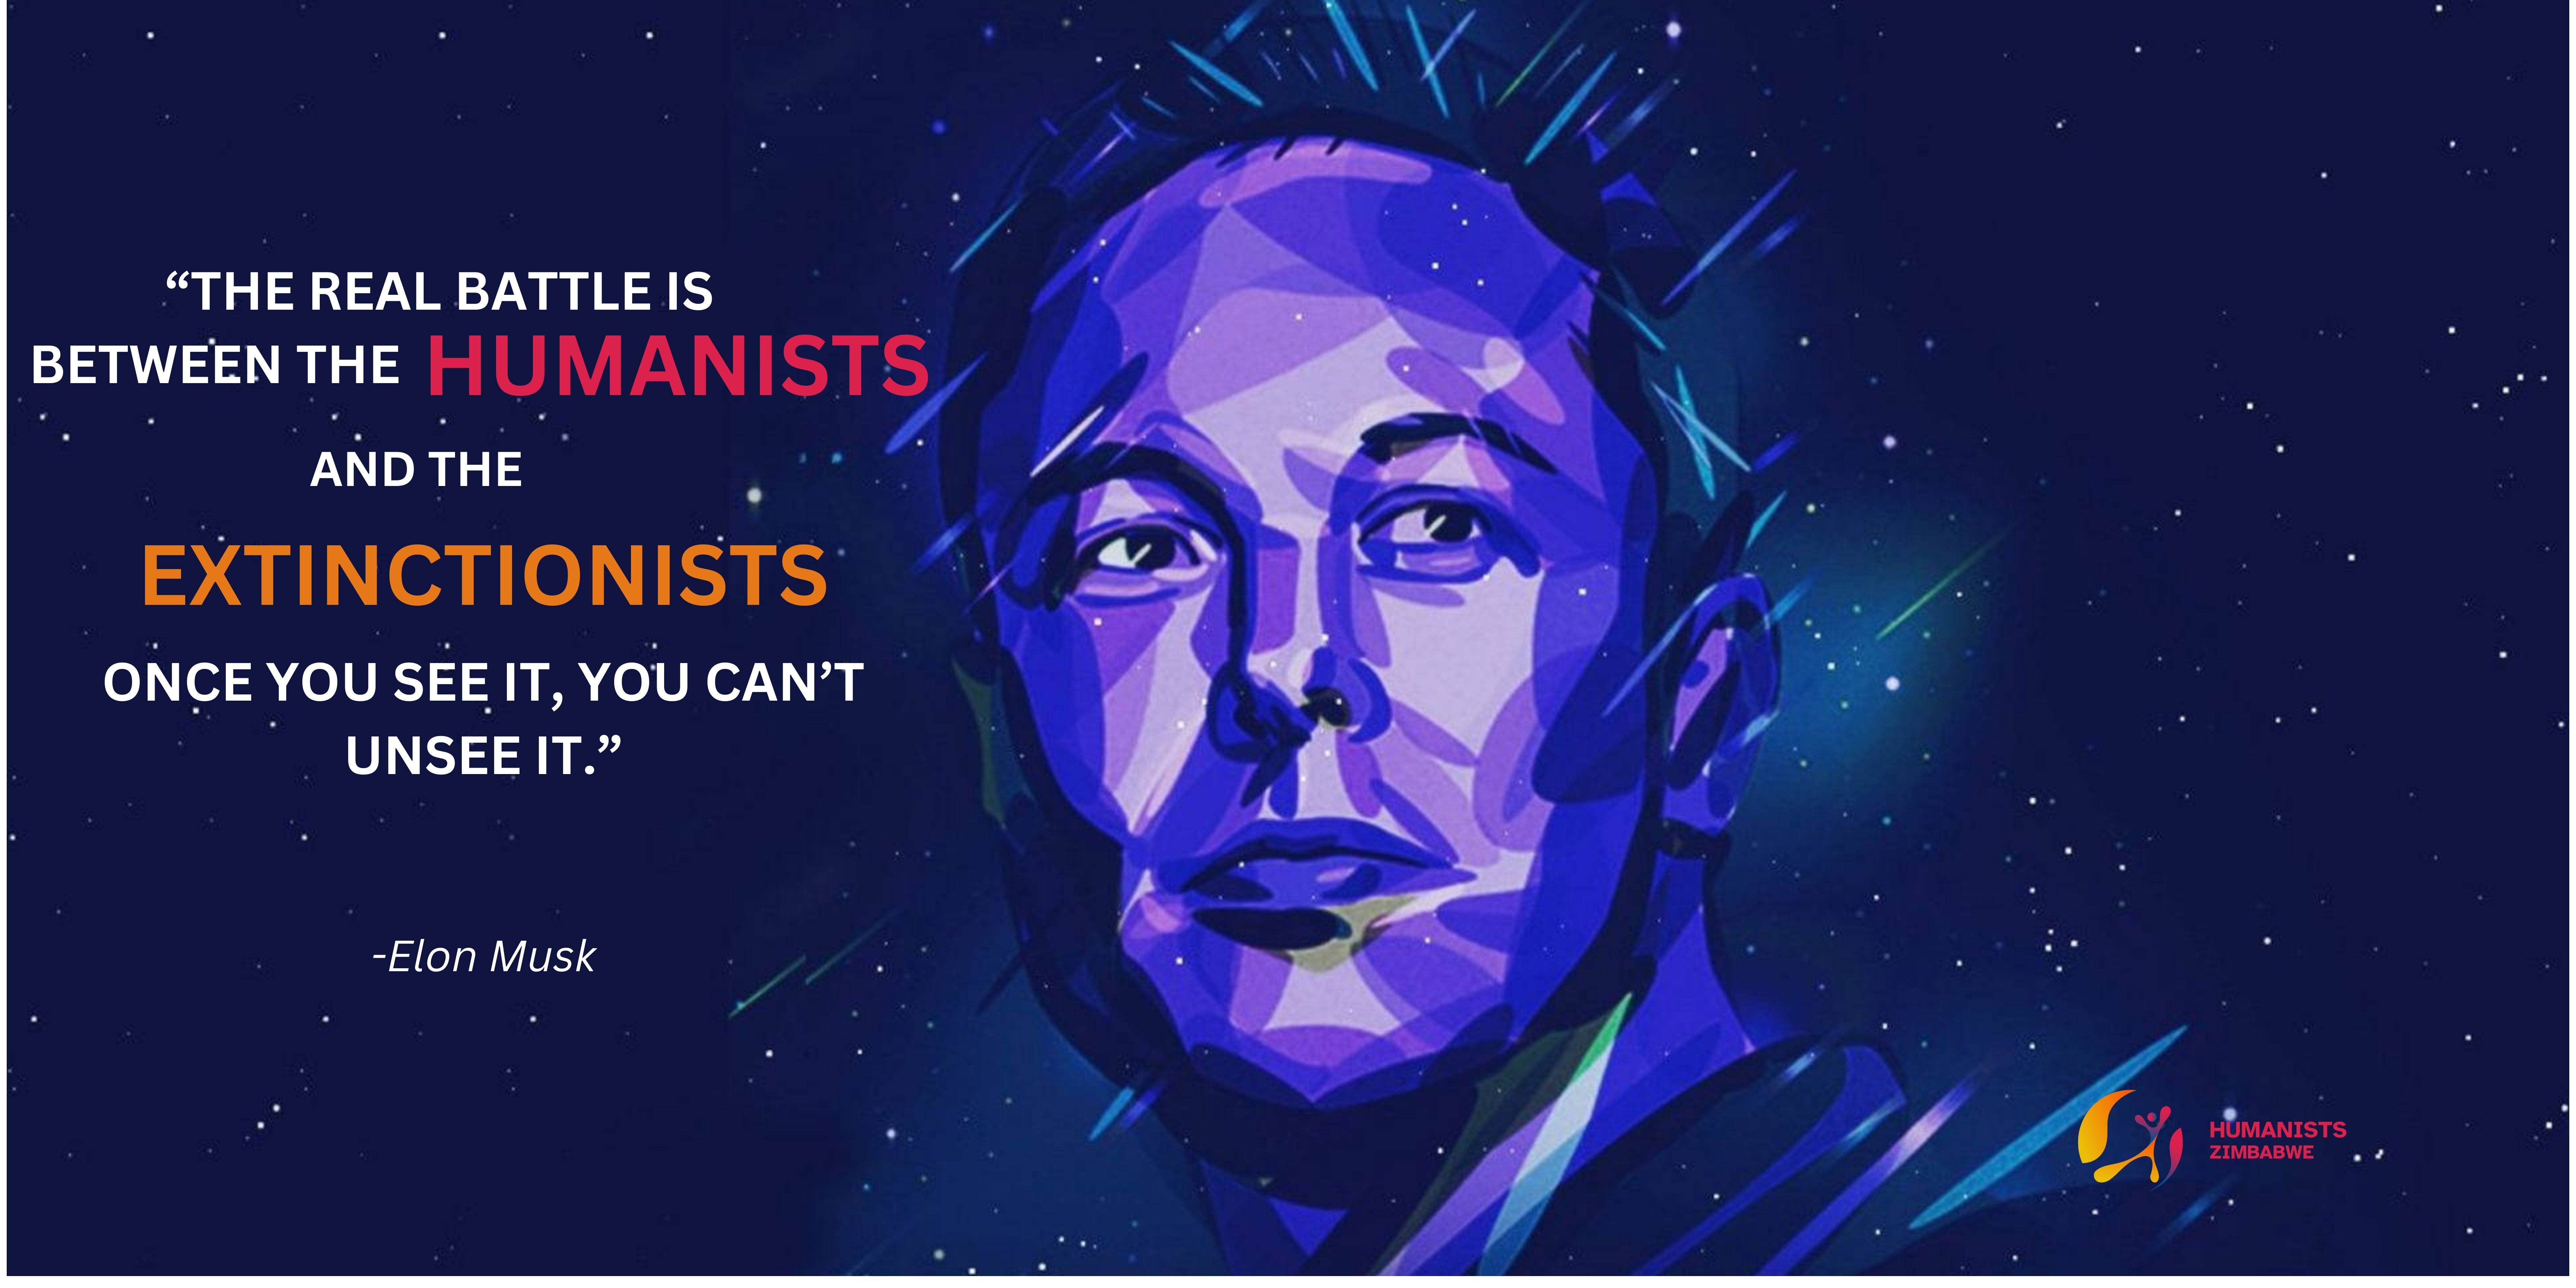 “THE REAL BATTLE IS
BETWEEN THE HUMANISTS
AND THE
EXTINCTIONISTS
ONCE YOU SEE IT, YOU CAN’T
UNSEE IT.”
-Elon Musk
HUMANISTS
ZIMBABWE